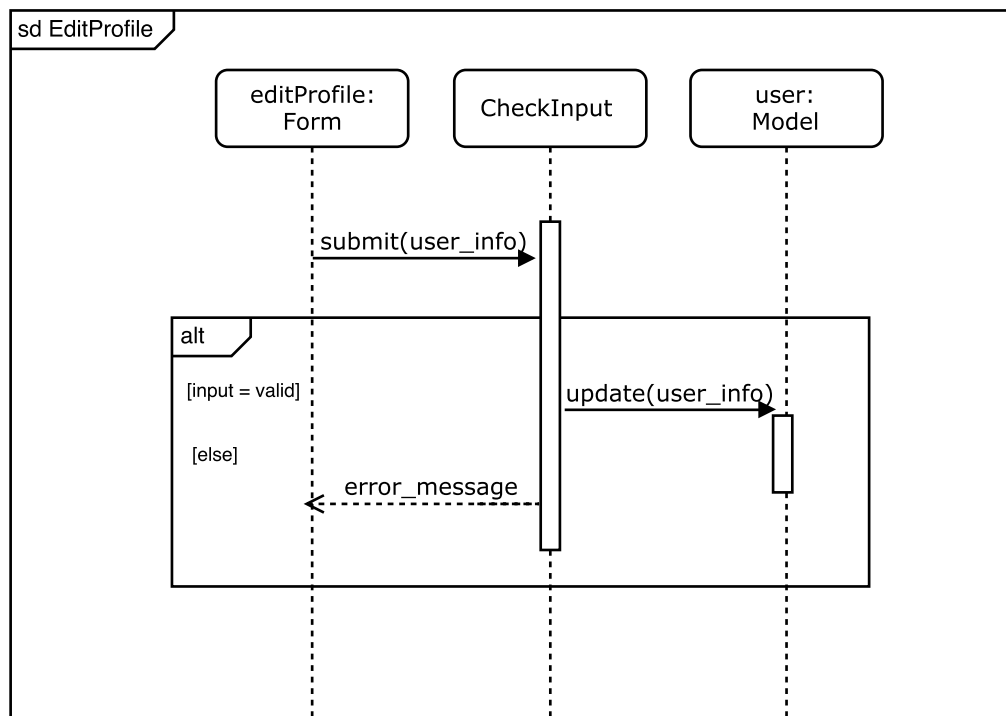 sd EditProfile
editProfile:
Form
CheckInput
user:
Model
submit(user_info)
alt
[input = valid]
update(user_info)
[else]
error_message